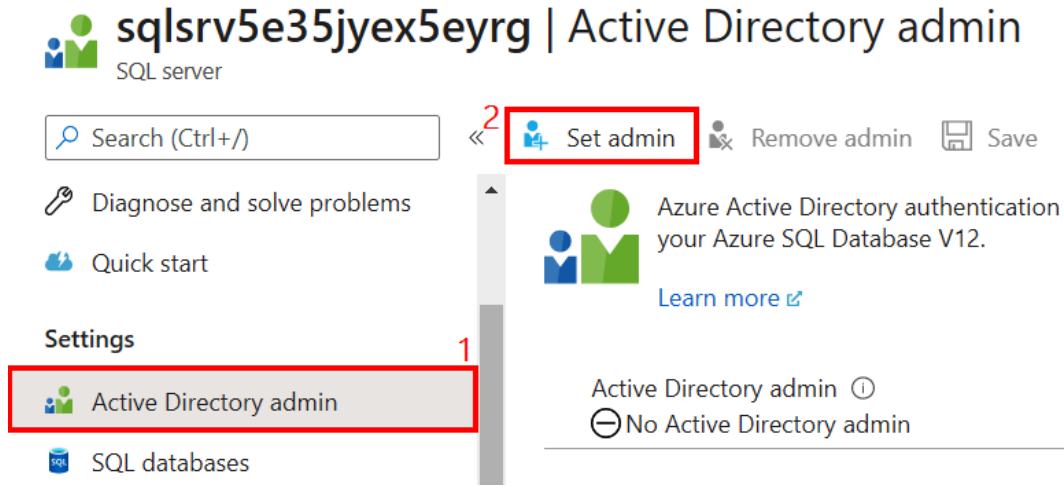 sqlsrv5e35jyex5eyrg | Active Directory admin
SQL server
Search (Ctrl+/)
«
2
Set admin
Remove admin
Save
Diagnose and solve problems
Quick start
Settings
1
Active Directory admin
SQL databases
Azure Active Directory authentication
your Azure SQL Database V12.
Learn more
Active Directory admin
No Active Directory admin